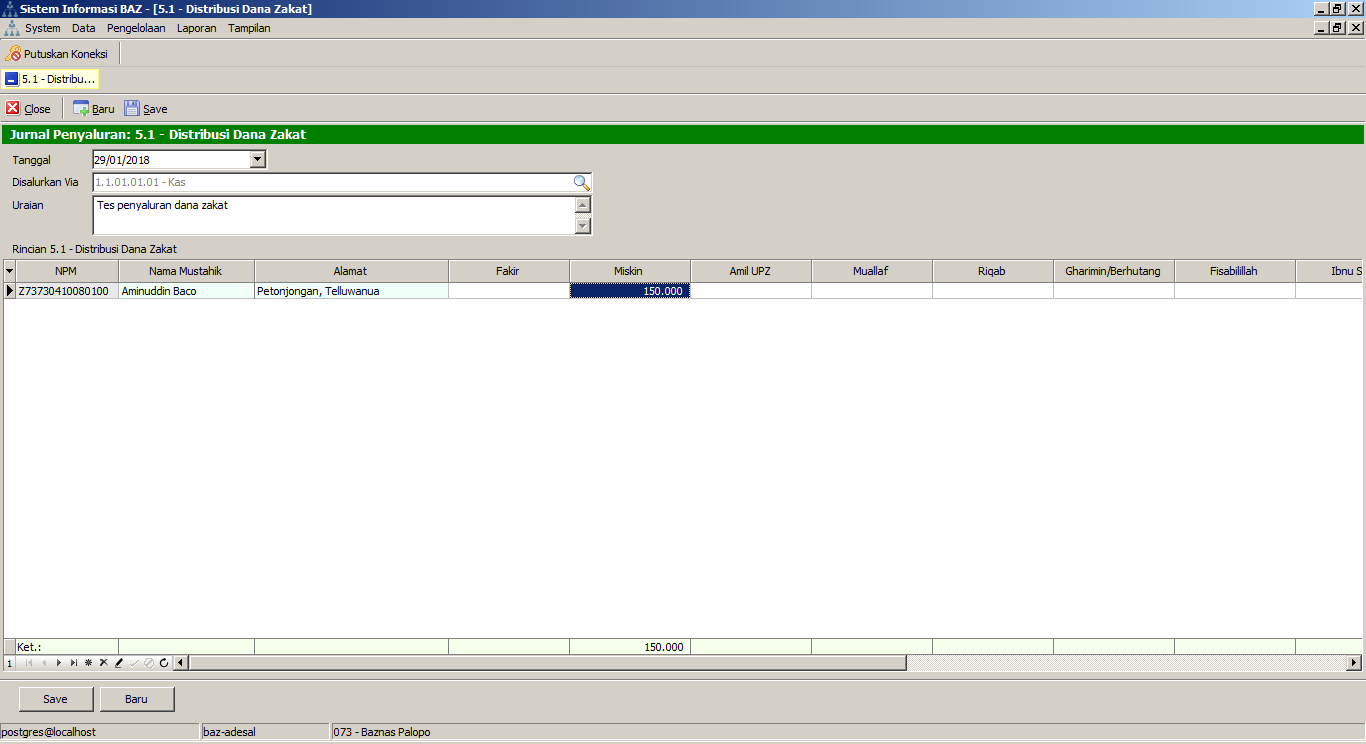 Sistem Informasi BAZ - [5.1 - Distribusi Dana Zakat]
System Data Pengelolaan Laporan Tampilan
Putuskan Koneksi
5.1 - Distribu...
Close Baru Save
Jurnal Penyaluran: 5.1 - Distribusi Dana Zakat
Tanggal 29/01/2018
Disalurkan Via 1.1.01.01.01 - Kas
Uraian Tes penyaluran dana zakat
Rincian 5.1 - Distribusi Dana Zakat
NPM Nama Mustahik Alamat Fakir Miskin Amil UPZ Muallaf Riqab Gharimin/Berhutang Fisabilillah Ibnu S
Z73730410080100 Aminuddin Baco Petonjongan, Telluwanua 150.000
Ket.: 150.000
1
Save Baru
postgres@localhost baz-adesal 073 - Baznas Palopo